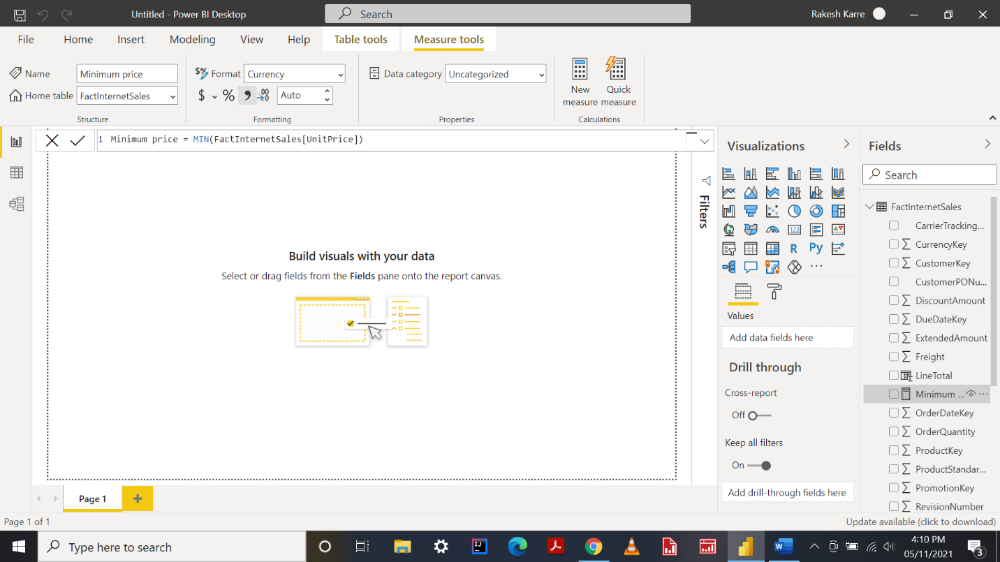 Untitled - Power BI Desktop
Search
Rakesh Karre
File Home Insert Modeling View Help Table tools Measure tools
Name Minimum price
Home table FactInternetSales
Structure
$% Format Currency
$ % , .00 Auto
Formatting
Data category Uncategorized
Properties
New measure
Quick measure
Calculations
1 Minimum price = MIN(FactInternetSales[UnitPrice])
Build visuals with your data
Select or drag fields from the Fields pane onto the report canvas.
Filters
Visualizations
123
R Py
...
Values
Add data fields here
Drill through
Cross-report
Off
Keep all filters
On
Add drill-through fields here
Fields
Search
FactInternetSales
CarrierTracking...
CurrencyKey
CustomerKey
CustomerPONu...
DiscountAmount
DueDateKey
ExtendedAmount
Freight
LineTotal
Minimum ...
OrderDateKey
OrderQuantity
ProductKey
ProductStandar...
PromotionKey
RevisionNumber
Page 1
+
Page 1 of 1
Update available (click to download)
Type here to search
IJ
W
4:10 PM
05/11/2021
3